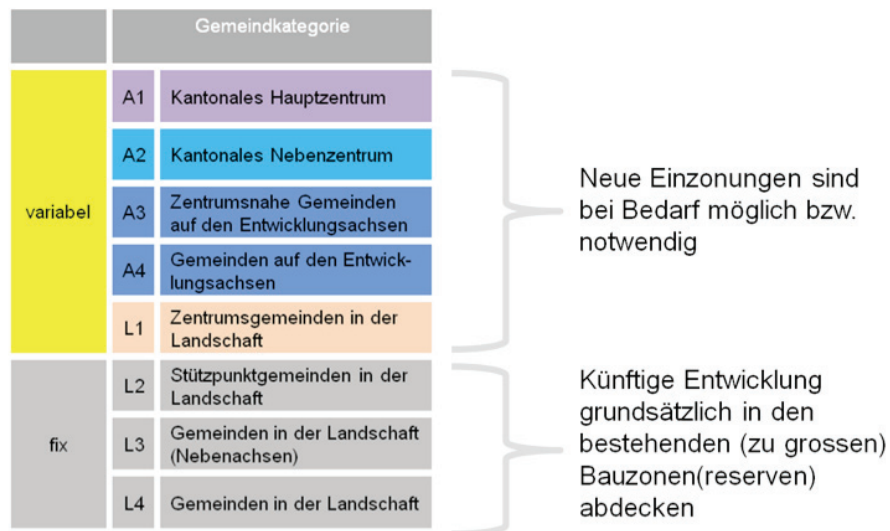 Gemeindkategorie
variabel
A1
Kantonales Hauptzentrum
A2
Kantonales Nebenzentrum
A3
Zentrumsnahe Gemeinden
auf den Entwicklungsachsen
A4
Gemeinden auf den Entwick-
lungsachsen
L1
Zentrumsgemeinden in der
Landschaft
Neue Einzonungen sind
bei Bedarf möglich bzw.
notwendig
fix
L2
Stützpunktgemeinden in der
Landschaft
L3
Gemeinden in der Landschaft
(Nebenachsen)
L4
Gemeinden in der Landschaft
Künftige Entwicklung
grundsätzlich in den
bestehenden (zu grossen)
Bauzonen(reserven)
abdecken